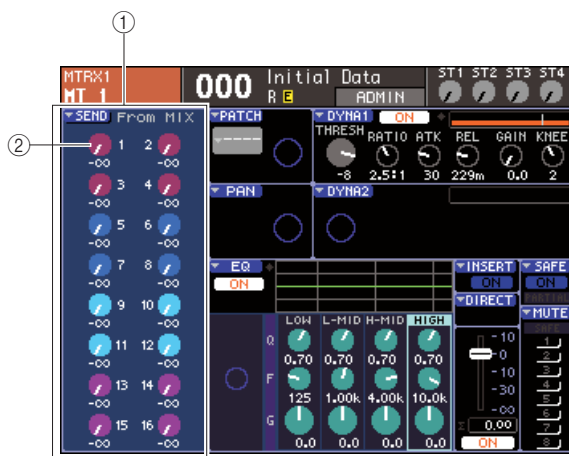 ①
②
MTRX1
MT 1
000
Initial Data
R E
ADMIN
ST1 ST2 ST3 ST4
SEND From MIX
1 2
-∞ -∞
3 4
-∞ -∞
5 6
-∞ -∞
7 8
-∞ -∞
9 10
-∞ -∞
11 12
-∞ -∞
13 14
-∞ -∞
15 16
-∞ -∞
PATCH
-----
PAN
DYNA1 ON
THRESH RATIO ATK REL GAIN KNEE
-8 2.5:1 30 229m 0.0 2
DYNA2
EQ
ON
LOW L-MID H-MID HIGH
Q
0.70 0.70 0.70 0.70
F
125 1.00k 4.00k 10.0k
G
0.0 0.0 0.0 0.0
INSERT
ON
DIRECT
-10
-0
-10
-30
-∞
Σ 0.00
ON
SAFE
ON
PARTIAL
MUTE
SAFE
1
2
3
4
5
6
7
8